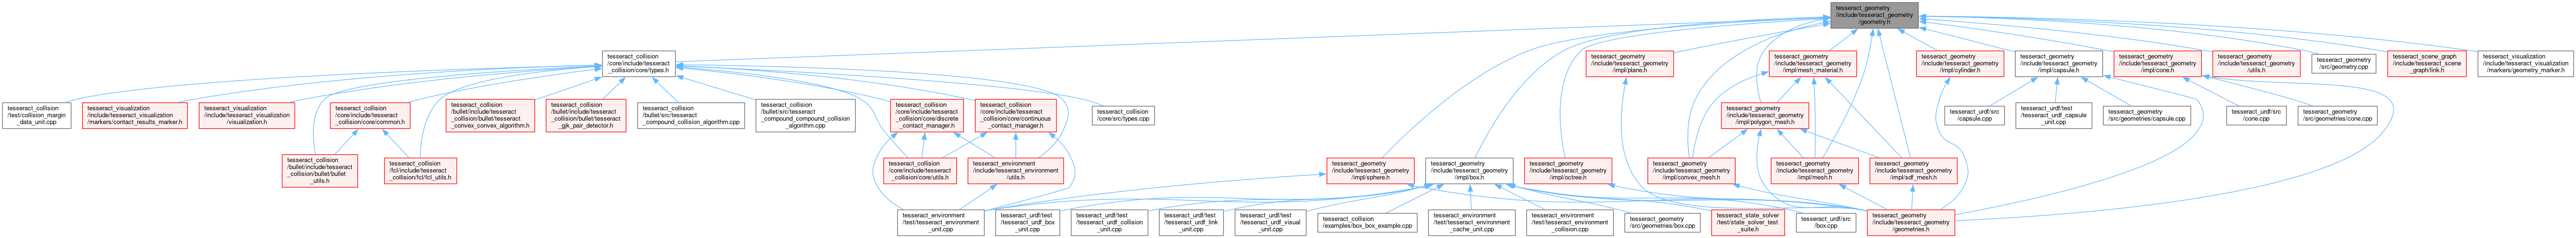 tesseract_geometry
/include/tesseract_geometry
/geometry.h
tesseract_collision
/core/include/tesseract
_collision/core/types.h
tesseract_geometry
/include/tesseract_geometry
/impl/plane.h
tesseract_geometry
/include/tesseract_geometry
/impl/mesh_material.h
tesseract_geometry
/include/tesseract_geometry
/impl/cylinder.h
tesseract_geometry
/include/tesseract_geometry
/impl/capsule.h
tesseract_geometry
/include/tesseract_geometry
/impl/cone.h
tesseract_geometry
/include/tesseract_geometry
/utils.h
tesseract_geometry
/src/geometry.cpp
tesseract_scene_graph
/include/tesseract_scene
_graph/link.h
tesseract_visualization
/include/tesseract_visualization
/markers/geometry_marker.h
tesseract_collision
/test/collision_margin
_data_unit.cpp
tesseract_visualization
/include/tesseract_visualization
/markers/contact_results_marker.h
tesseract_visualization
/include/tesseract_visualization
/visualization.h
tesseract_collision
/core/include/tesseract
_collision/core/common.h
tesseract_collision
/bullet/include/tesseract
_collision/bullet/tesseract
_convex_convex_algorithm.h
tesseract_collision
/bullet/include/tesseract
_collision/bullet/tesseract
_gjk_pair_detector.h
tesseract_collision
/bullet/src/tesseract
_compound_collision_algorithm.cpp
tesseract_collision
/bullet/src/tesseract
_compound_compound_collision
_algorithm.cpp
tesseract_collision
/core/include/tesseract
_collision/core/discrete
_contact_manager.h
tesseract_collision
/core/include/tesseract
_collision/core/continuous
_contact_manager.h
tesseract_collision
/core/src/types.cpp
tesseract_geometry
/include/tesseract_geometry
/impl/polygon_mesh.h
tesseract_urdf/src
/capsule.cpp
tesseract_urdf/test
/tesseract_urdf_capsule
_unit.cpp
tesseract_geometry
/src/geometries/capsule.cpp
tesseract_urdf/src
/cone.cpp
tesseract_geometry
/src/geometries/cone.cpp
tesseract_collision
/bullet/include/tesseract
_collision/bullet/bullet
_utils.h
tesseract_collision
/fcl/include/tesseract
_collision/fcl/fcl_utils.h
tesseract_collision
/core/include/tesseract
_collision/core/utils.h
tesseract_environment
/include/tesseract_environment
/utils.h
tesseract_geometry
/include/tesseract_geometry
/impl/sphere.h
tesseract_geometry
/include/tesseract_geometry
/impl/box.h
tesseract_geometry
/include/tesseract_geometry
/impl/octree.h
tesseract_geometry
/include/tesseract_geometry
/impl/convex_mesh.h
tesseract_geometry
/include/tesseract_geometry
/impl/mesh.h
tesseract_geometry
/include/tesseract_geometry
/impl/sdf_mesh.h
tesseract_environment
/test/tesseract_environment
_unit.cpp
tesseract_urdf/test
/tesseract_urdf_box
_unit.cpp
tesseract_urdf/test
/tesseract_urdf_collision
_unit.cpp
tesseract_urdf/test
/tesseract_urdf_link
_unit.cpp
tesseract_urdf/test
/tesseract_urdf_visual
_unit.cpp
tesseract_collision
/examples/box_box_example.cpp
tesseract_environment
/test/tesseract_environment
_cache_unit.cpp
tesseract_environment
/test/tesseract_environment
_collision.cpp
tesseract_geometry
/src/geometries/box.cpp
tesseract_state_solver
/test/state_solver_test
_suite.h
tesseract_urdf/src
/box.cpp
tesseract_geometry
/include/tesseract_geometry
/geometries.h